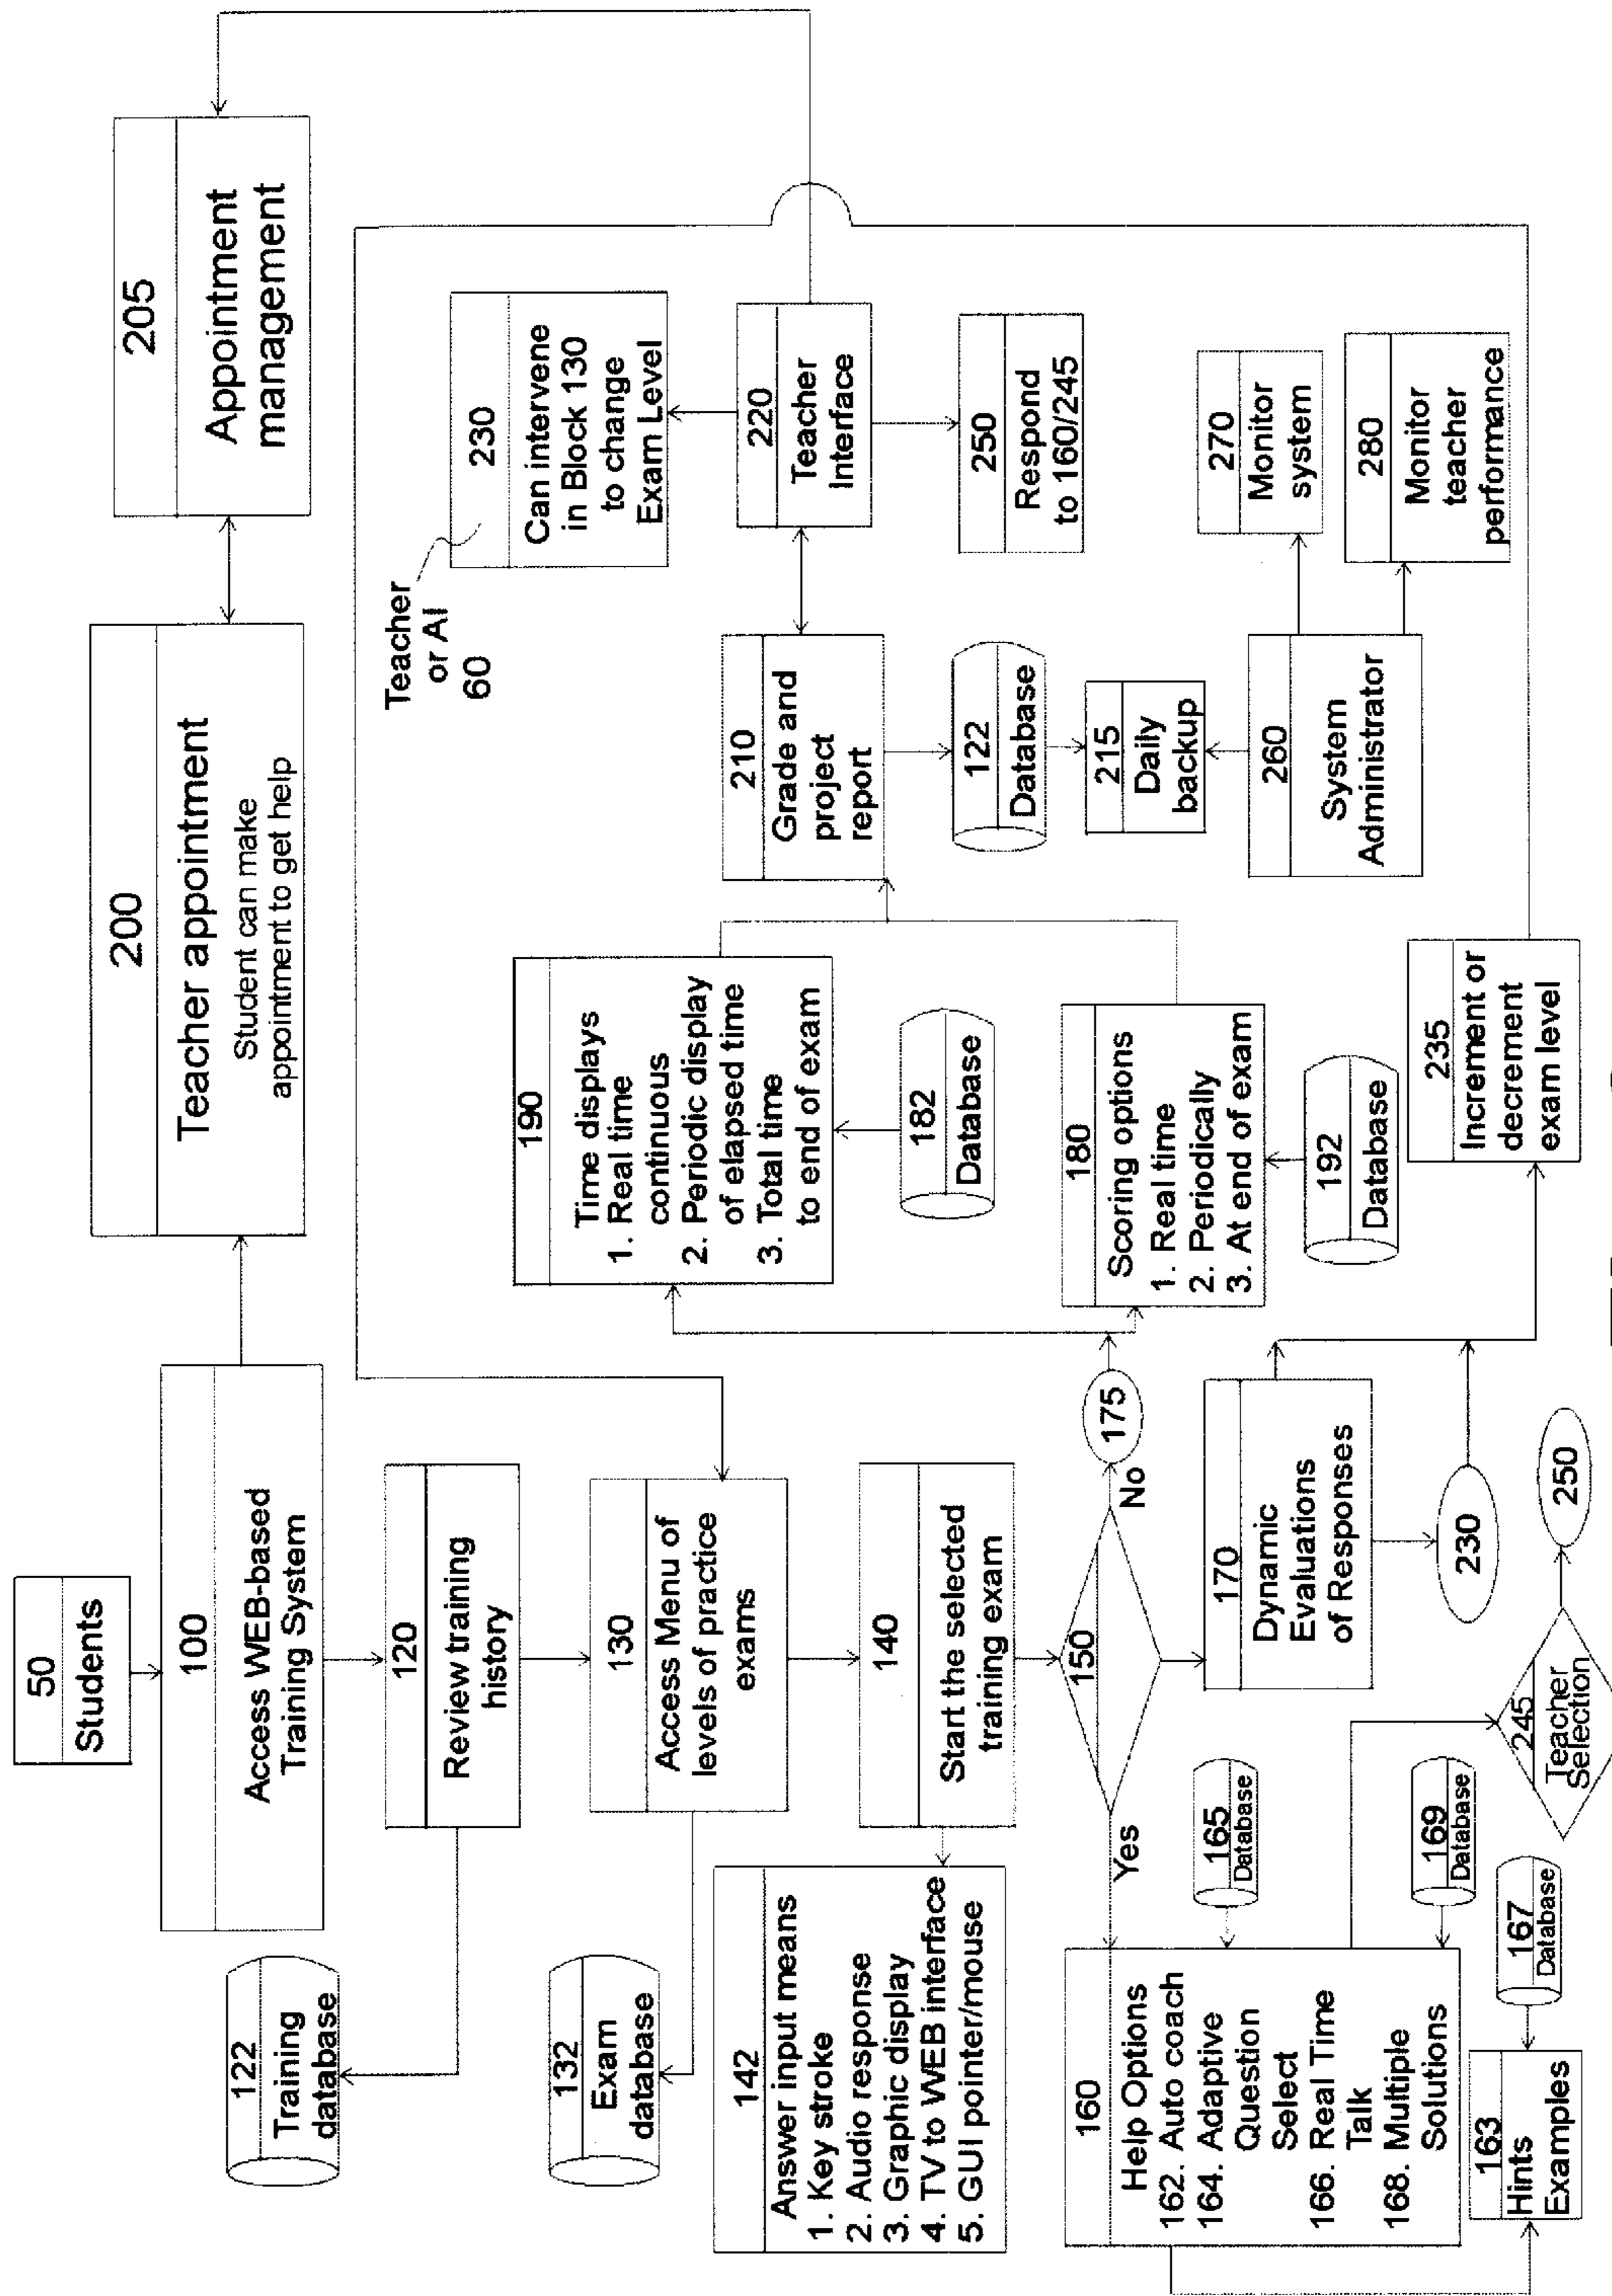 50
Students
100
Access WEB-based
Training System
200
Teacher appointment
Student can make
appointment to get help
205
Appointment
management
122
Training
database
120
Review training
history
132
Exam
database
130
Access Menu of
levels of practice
exams
142
Answer input means
1. Key stroke
2. Audio response
3. Graphic display
4. TV to WEB interface
5. GUI pointer/mouse
140
Start the selected
training exam
150
Yes
No
175
160
Help Options
162. Auto coach
164. Adaptive
Question
Select
166. Real Time
Talk
168. Multiple
Solutions
165
Database
169
Database
167
Database
163
Hints
Examples
170
Dynamic
Evaluations
of Responses
230
245
Teacher
Selection
250
190
Time displays
1. Real time
continuous
2. Periodic display
of elapsed time
3. Total time
to end of exam
182
Database
180
Scoring options
1. Real time
2. Periodically
3. At end of exam
192
Database
235
Increment or
decrement
exam level
Teacher
or AI
60
230
Can intervene
in Block 130
to change
Exam Level
210
Grade and
project
report
220
Teacher
Interface
122
Database
250
Respond
to 160/245
215
Daily
backup
260
System
Administrator
270
Monitor
system
280
Monitor
teacher
performance